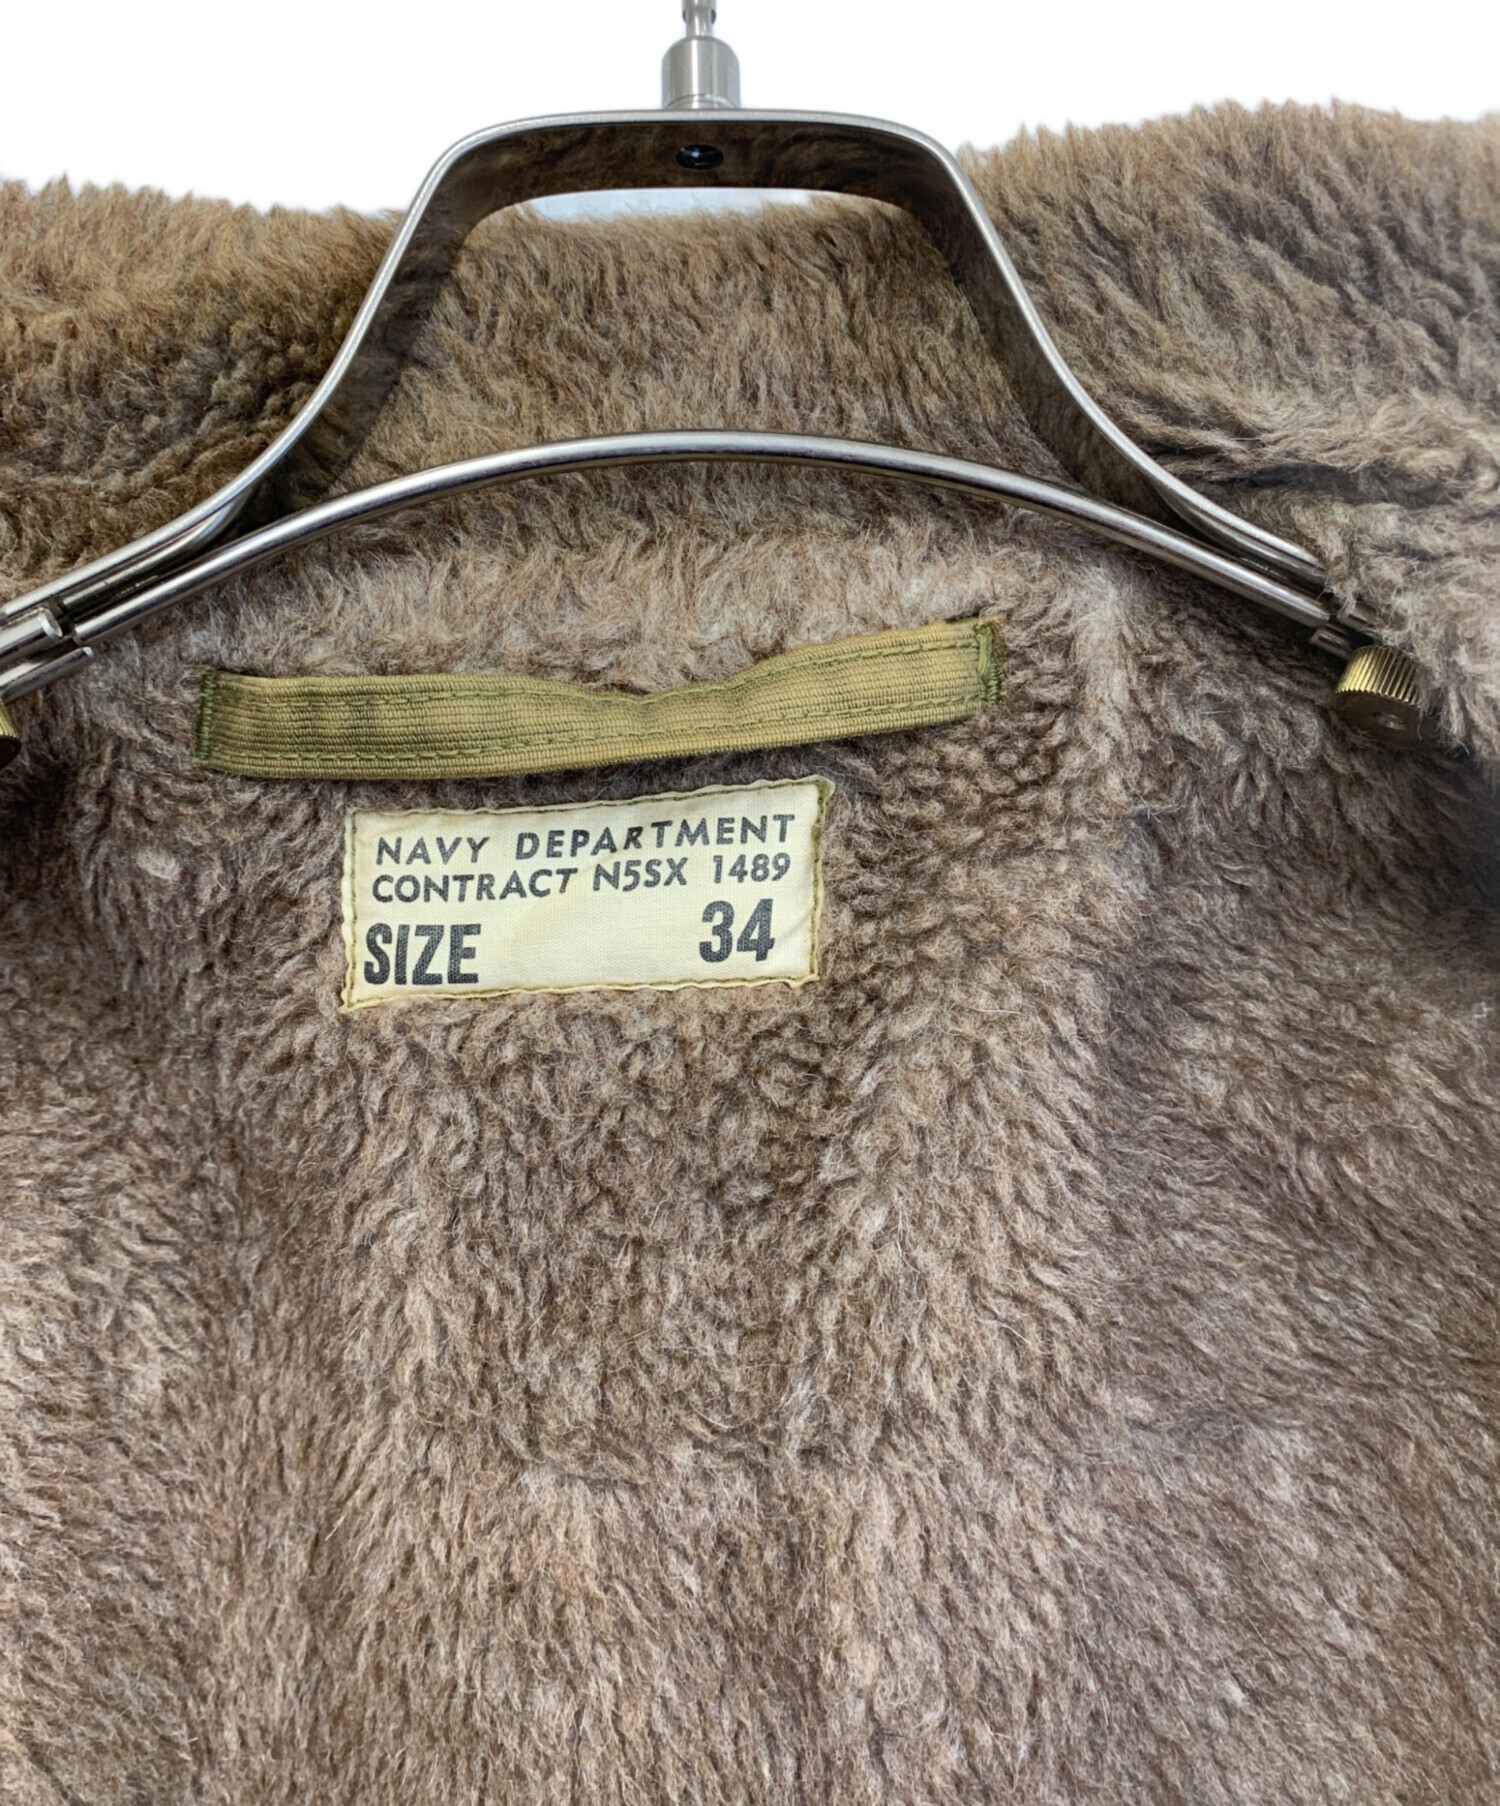 NAVY DEPARTMENT
CONTRACT N5SX 1489
SIZE 34